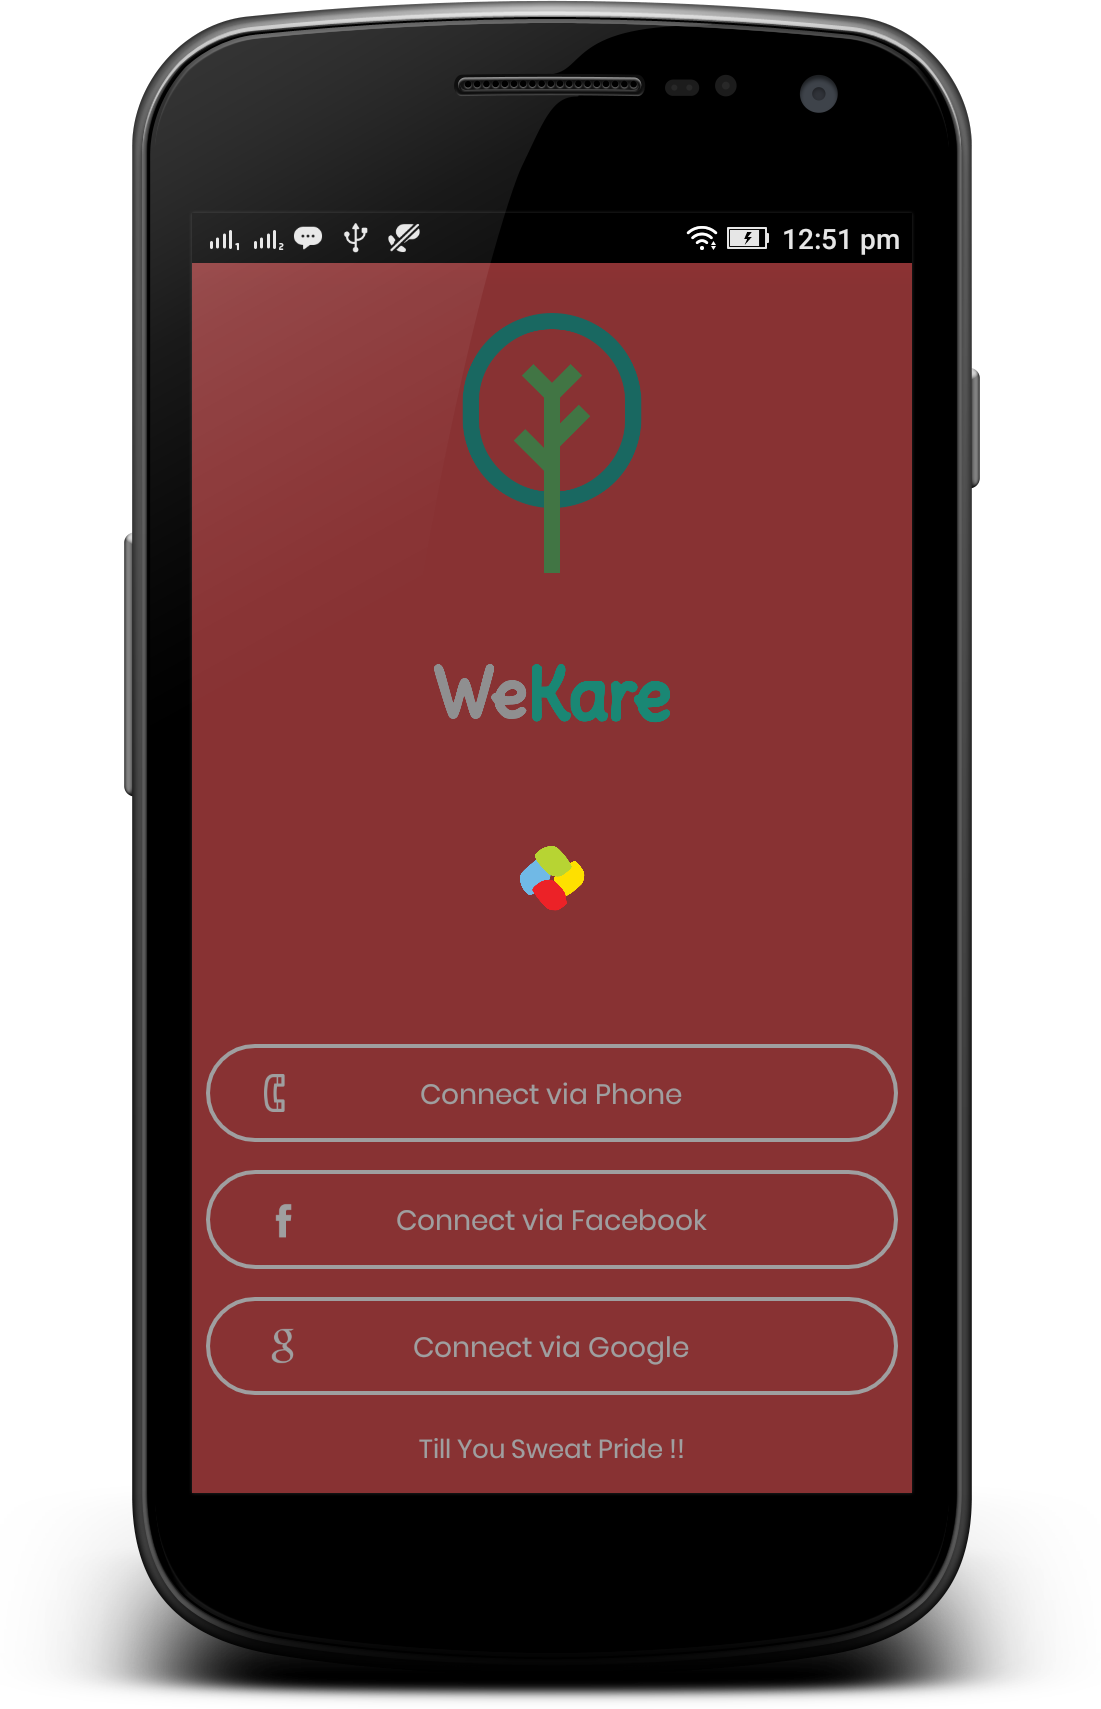 12:51 pm
WeKare
Connect via Phone
f
Connect via Facebook
g
Connect via Google
Till You Sweat Pride !!